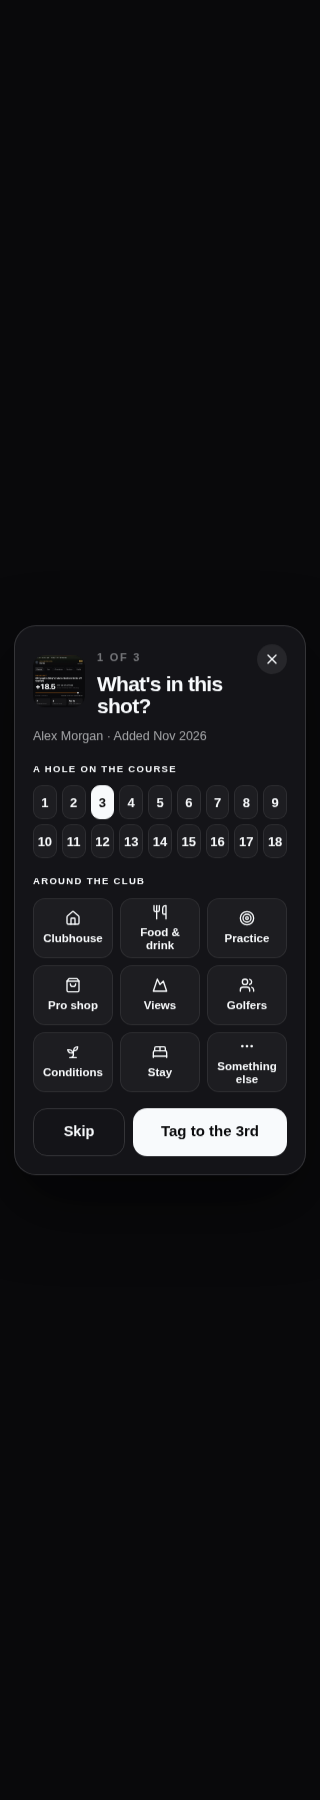 +18.5
1 OF 3
What's in this
shot?
Alex Morgan · Added Nov 2026
A HOLE ON THE COURSE
1 2 3 4 5 6 7 8 9
10 11 12 13 14 15 16 17 18
AROUND THE CLUB
Clubhouse
Food &
drink
Practice
Pro shop
Views
Golfers
Conditions
Stay
Something
else
Skip
Tag to the 3rd